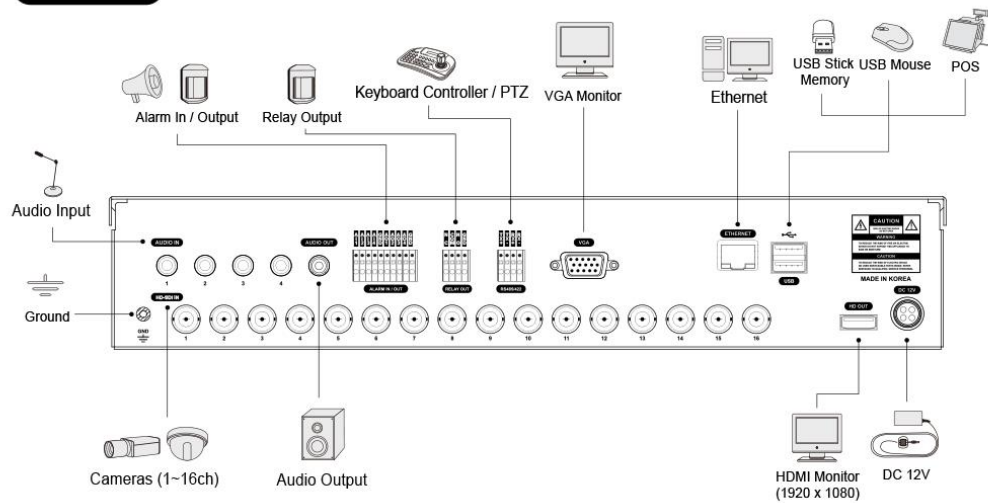 USB Stick
Memory
USB Mouse
POS
Keyboard Controller / PTZ
VGA Monitor
Ethernet
Alarm In / Output
Relay Output
Audio Input
AUDIO IN
AUDIO OUT
VGA
ETHERNET
CAUTION
WARNING
CAUTION
MADE IN KOREA
1 2 3 4
ALARM IN / OUT
RELAY OUT
RS485/422
USB
DC 12V
HD-SDI IN
HD OUT
Ground
GND
1 2 3 4 5 6 7 8 9 10 11 12 13 14 15 16
Cameras (1~16ch)
Audio Output
HDMI Monitor
(1920 x 1080)
DC 12V